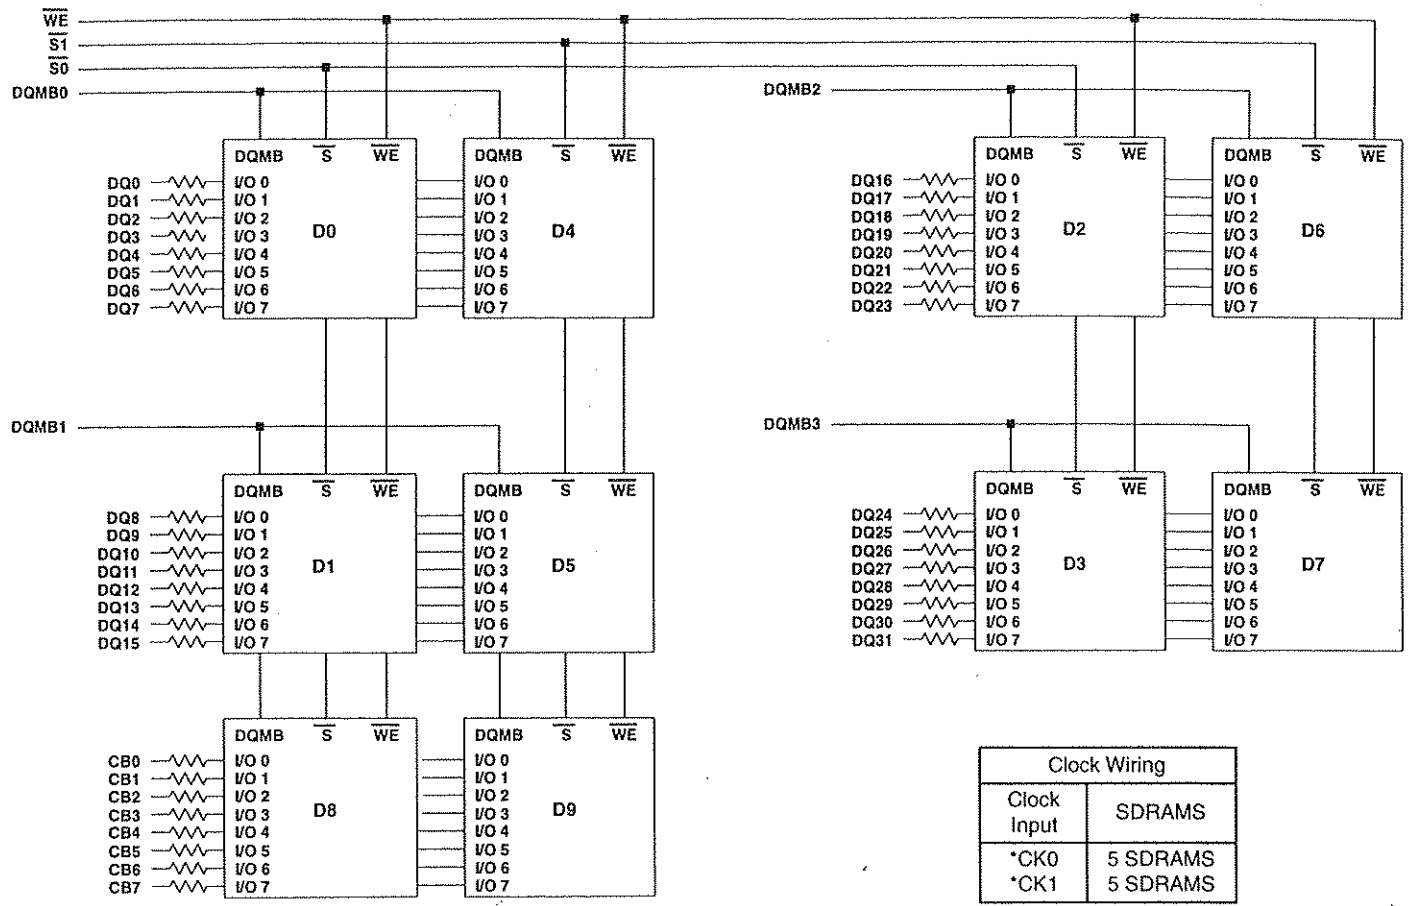 WE
S1
S0
DQMB0
DQMB2
DQMB S WE
DQ0 I/O 0
DQ1 I/O 1
DQ2 I/O 2
DQ3 I/O 3
DQ4 I/O 4
DQ5 I/O 5
DQ6 I/O 6
DQ7 I/O 7
D0
DQMB S WE
I/O 0
I/O 1
I/O 2
I/O 3
I/O 4
I/O 5
I/O 6
I/O 7
D4
DQMB S WE
DQ16 I/O 0
DQ17 I/O 1
DQ18 I/O 2
DQ19 I/O 3
DQ20 I/O 4
DQ21 I/O 5
DQ22 I/O 6
DQ23 I/O 7
D2
DQMB S WE
I/O 0
I/O 1
I/O 2
I/O 3
I/O 4
I/O 5
I/O 6
I/O 7
D6
DQMB1
DQMB3
DQMB S WE
DQ8 I/O 0
DQ9 I/O 1
DQ10 I/O 2
DQ11 I/O 3
DQ12 I/O 4
DQ13 I/O 5
DQ14 I/O 6
DQ15 I/O 7
D1
DQMB S WE
I/O 0
I/O 1
I/O 2
I/O 3
I/O 4
I/O 5
I/O 6
I/O 7
D5
DQMB S WE
DQ24 I/O 0
DQ25 I/O 1
DQ26 I/O 2
DQ27 I/O 3
DQ28 I/O 4
DQ29 I/O 5
DQ30 I/O 6
DQ31 I/O 7
D3
DQMB S WE
I/O 0
I/O 1
I/O 2
I/O 3
I/O 4
I/O 5
I/O 6
I/O 7
D7
DQMB S WE
CB0 I/O 0
CB1 I/O 1
CB2 I/O 2
CB3 I/O 3
CB4 I/O 4
CB5 I/O 5
CB6 I/O 6
CB7 I/O 7
D8
DQMB S WE
I/O 0
I/O 1
I/O 2
I/O 3
I/O 4
I/O 5
I/O 6
I/O 7
D9
Clock Wiring
Clock
Input
SDRAMS
*CK0 5 SDRAMS
*CK1 5 SDRAMS